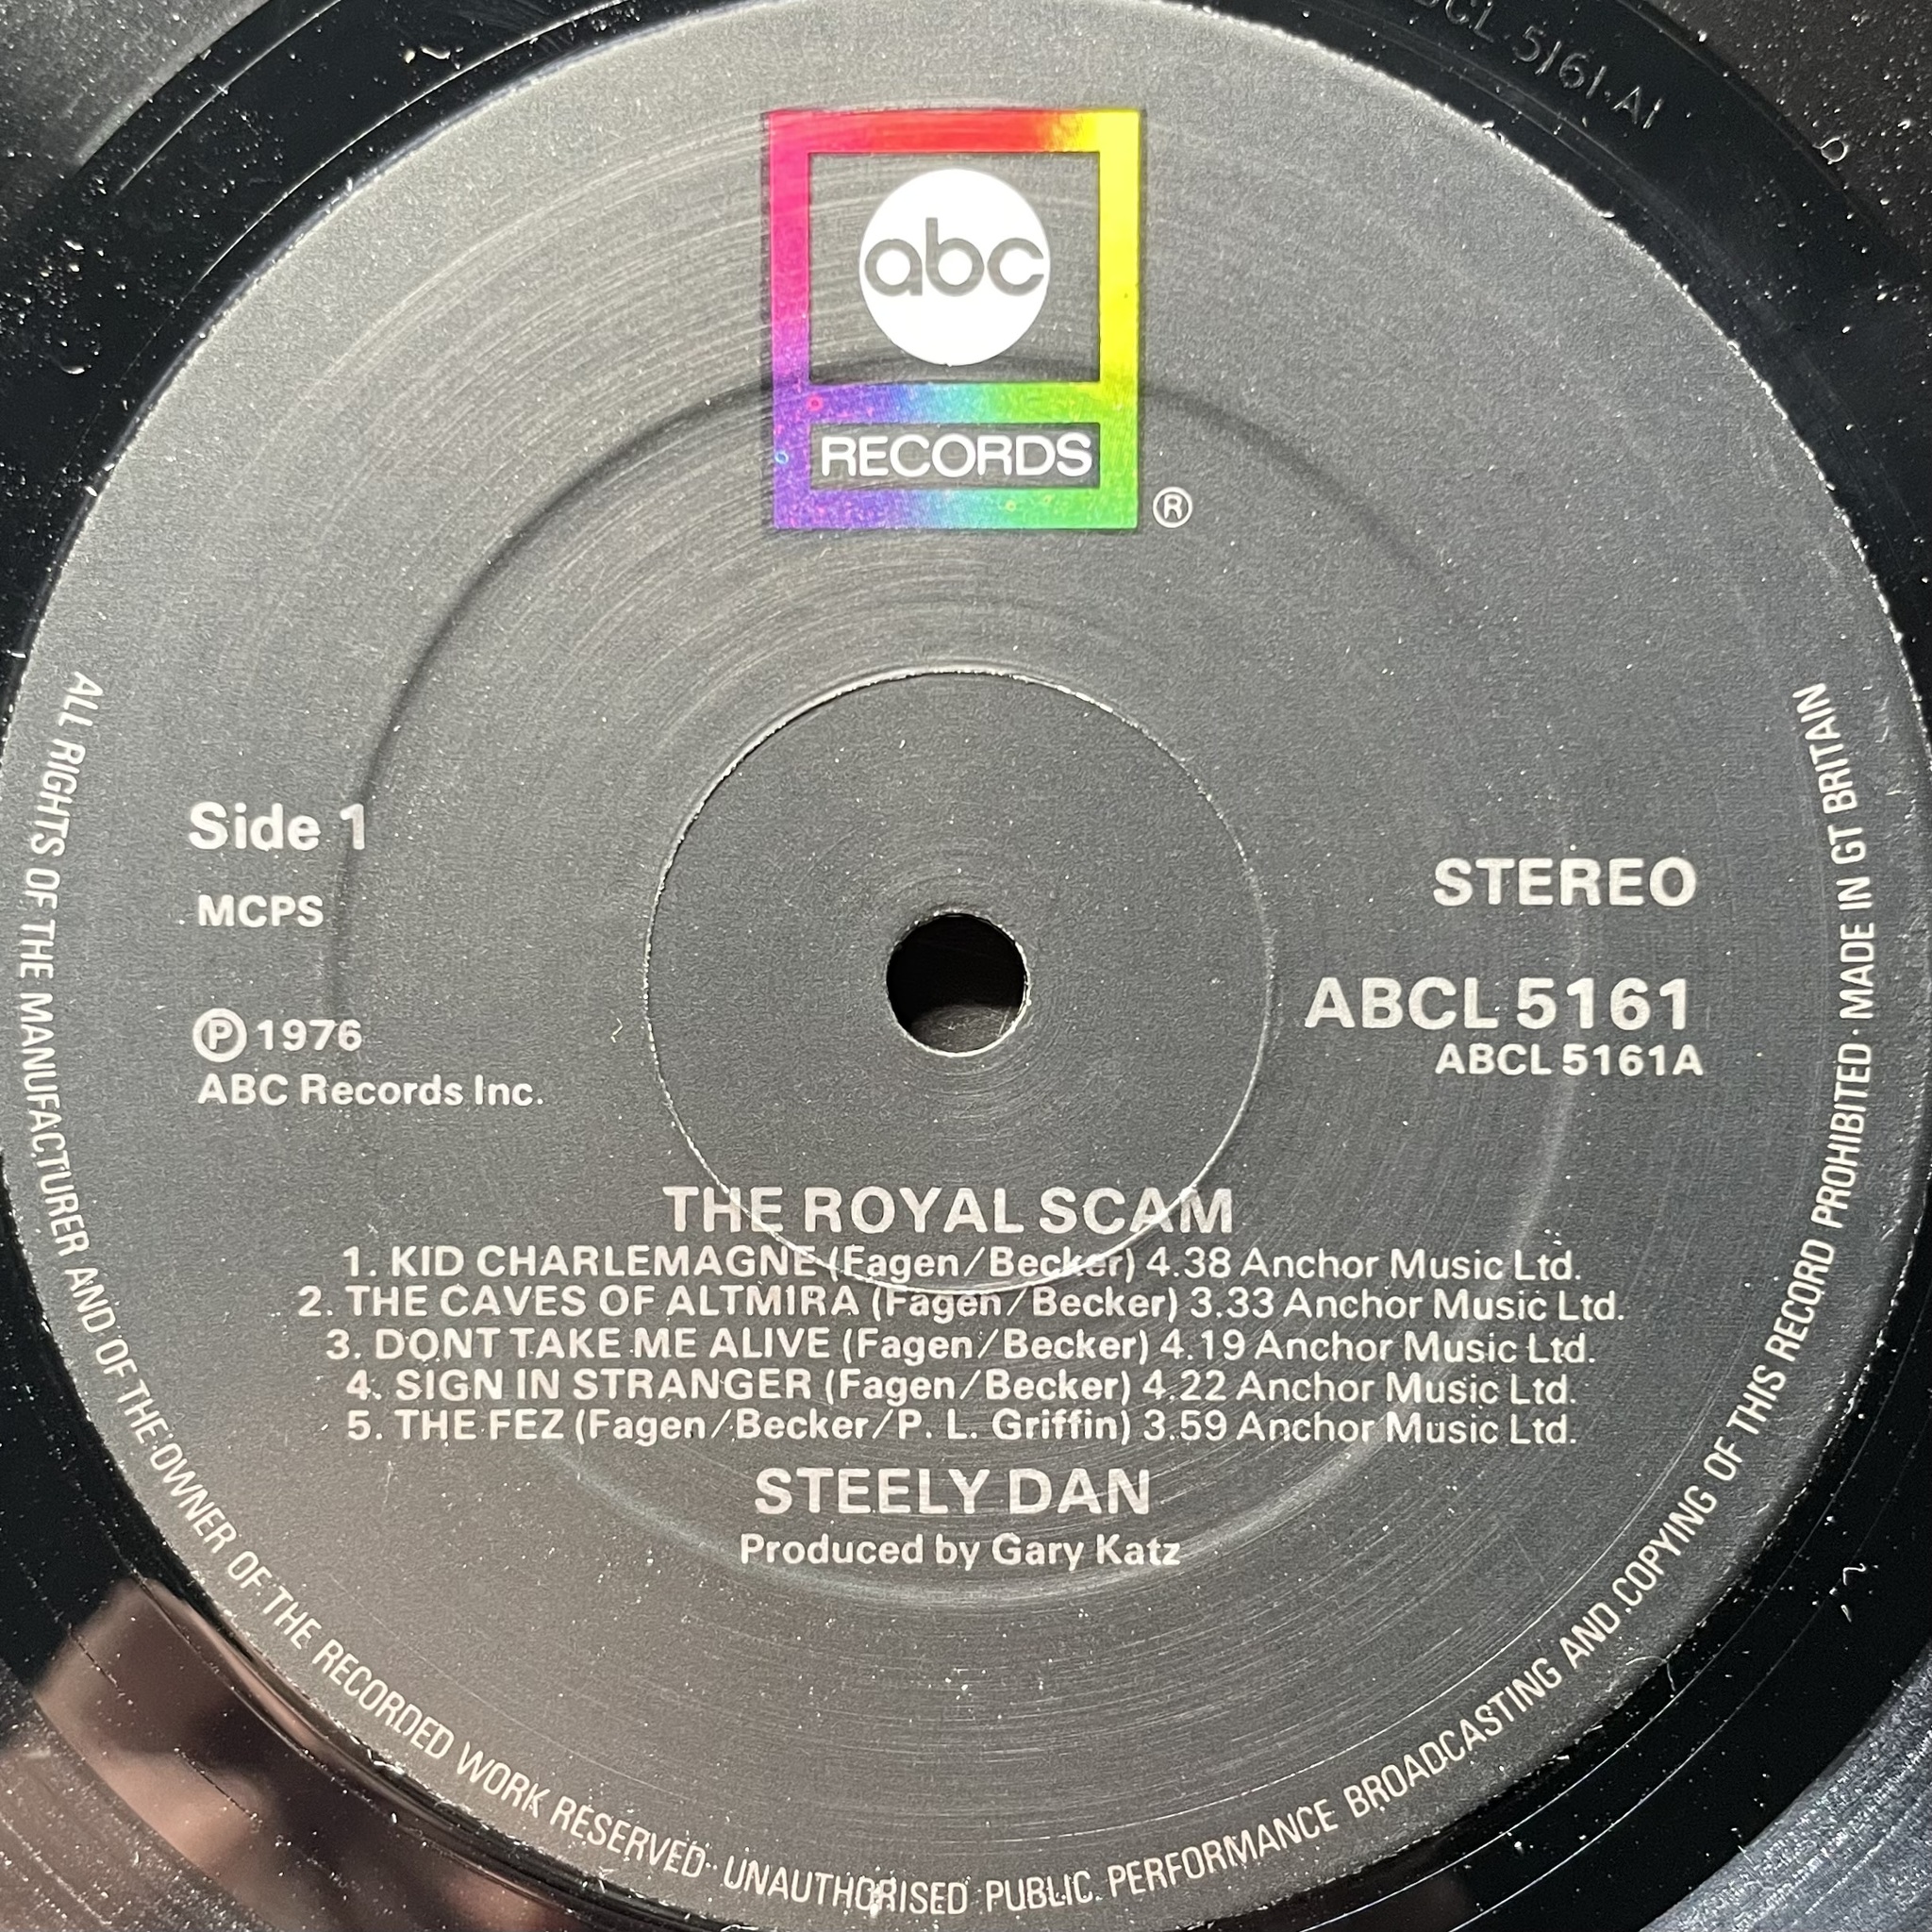 BCL 5161·A1
abc
RECORDS
®
Side 1
MCPS
STEREO
ABCL 5161
ABCL 5161A
Ⓟ 1976
ABC Records Inc.
THE ROYAL SCAM
1. KID CHARLEMAGNE (Fagen/Becker) 4.38 Anchor Music Ltd.
2. THE CAVES OF ALTMIRA (Fagen/Becker) 3.33 Anchor Music Ltd.
3. DONT TAKE ME ALIVE (Fagen/Becker) 4.19 Anchor Music Ltd.
4. SIGN IN STRANGER (Fagen/Becker) 4.22 Anchor Music Ltd.
5. THE FEZ (Fagen/Becker/P. L. Griffin) 3.59 Anchor Music Ltd.
STEELY DAN
Produced by Gary Katz
ALL RIGHTS OF THE MANUFACTURER AND OF THE OWNER OF THE RECORDED WORK RESERVED · UNAUTHORISED PUBLIC PERFORMANCE BROADCASTING AND COPYING OF THIS RECORD PROHIBITED · MADE IN GT BRITAIN